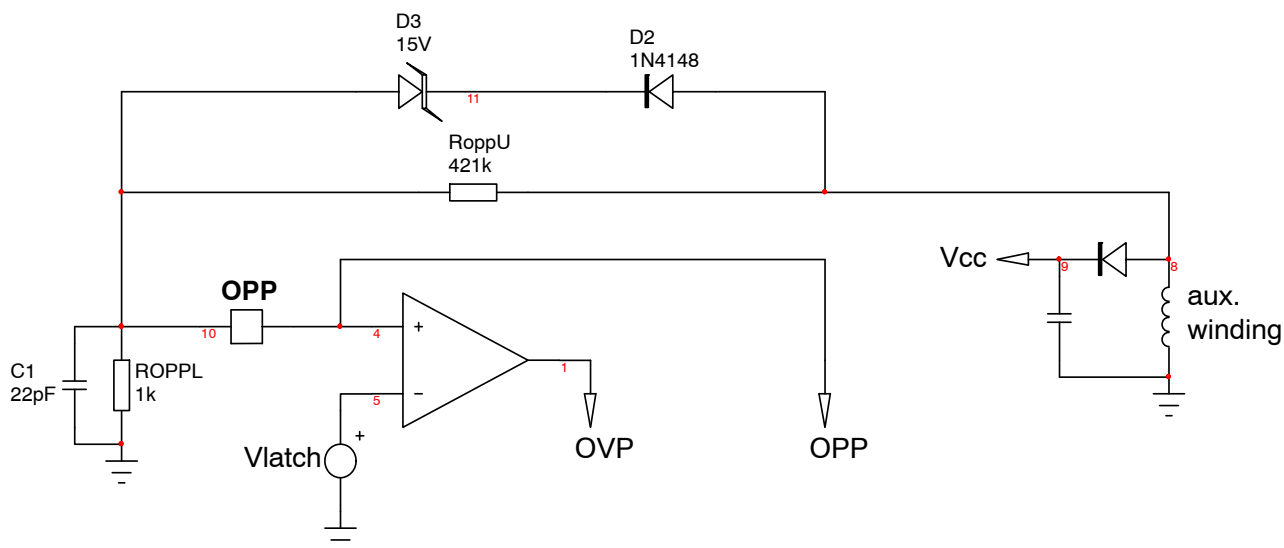 D3
15V
D2
1N4148
11
RoppU
421k
Vcc
9
8
aux.
winding
OPP
10
4
+
C1
22pF
ROPPL
1k
1
5
−
+
Vlatch
OVP
OPP